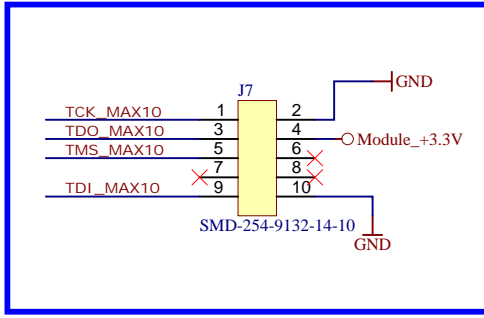 J7
GND
TCK_MAX10 1 2
TDO_MAX10 3 4 Module_+3.3V
TMS_MAX10 5 6
7 8
TDI_MAX10 9 10
SMD-254-9132-14-10
GND